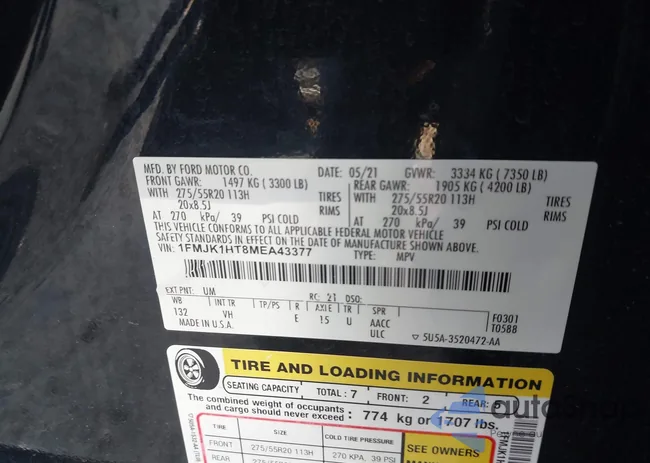 MFD. BY FORD MOTOR CO. DATE: 05/21 GVWR: 3334 KG ( 7350 LB)
FRONT GAWR: 1497 KG ( 3300 LB) REAR GAWR: 1905 KG ( 4200 LB)
WITH 275/55R20 113H TIRES WITH 275/55R20 113H TIRES
20x8.5J RIMS 20x8.5J RIMS
AT 270 kPa/ 39 PSI COLD AT 270 kPa/ 39 PSI COLD
THIS VEHICLE CONFORMS TO ALL APPLICABLE FEDERAL MOTOR VEHICLE
SAFETY STANDARDS IN EFFECT ON THE DATE OF MANUFACTURE SHOWN ABOVE.
VIN: 1FMJK1HT8MEA43377 TYPE: MPV
EXT PNT: UM RC: 21 DSO:
WB INT TR TP/PS R AXLE TR SPR F0301
132 VH E 15 U AACC T0588
MADE IN U.S.A. ULC 5U5A-3520472-AA
TIRE AND LOADING INFORMATION
SEATING CAPACITY TOTAL: 7 FRONT: 2 REAR: 5
The combined weight of occupants and cargo should never exceed: 774 kg or 1707 lbs.
TIRE SIZE COLD TIRE PRESSURE SEE OWNERS
FRONT 275/55R20 113H 270 KPA, 39 PSI
REAR